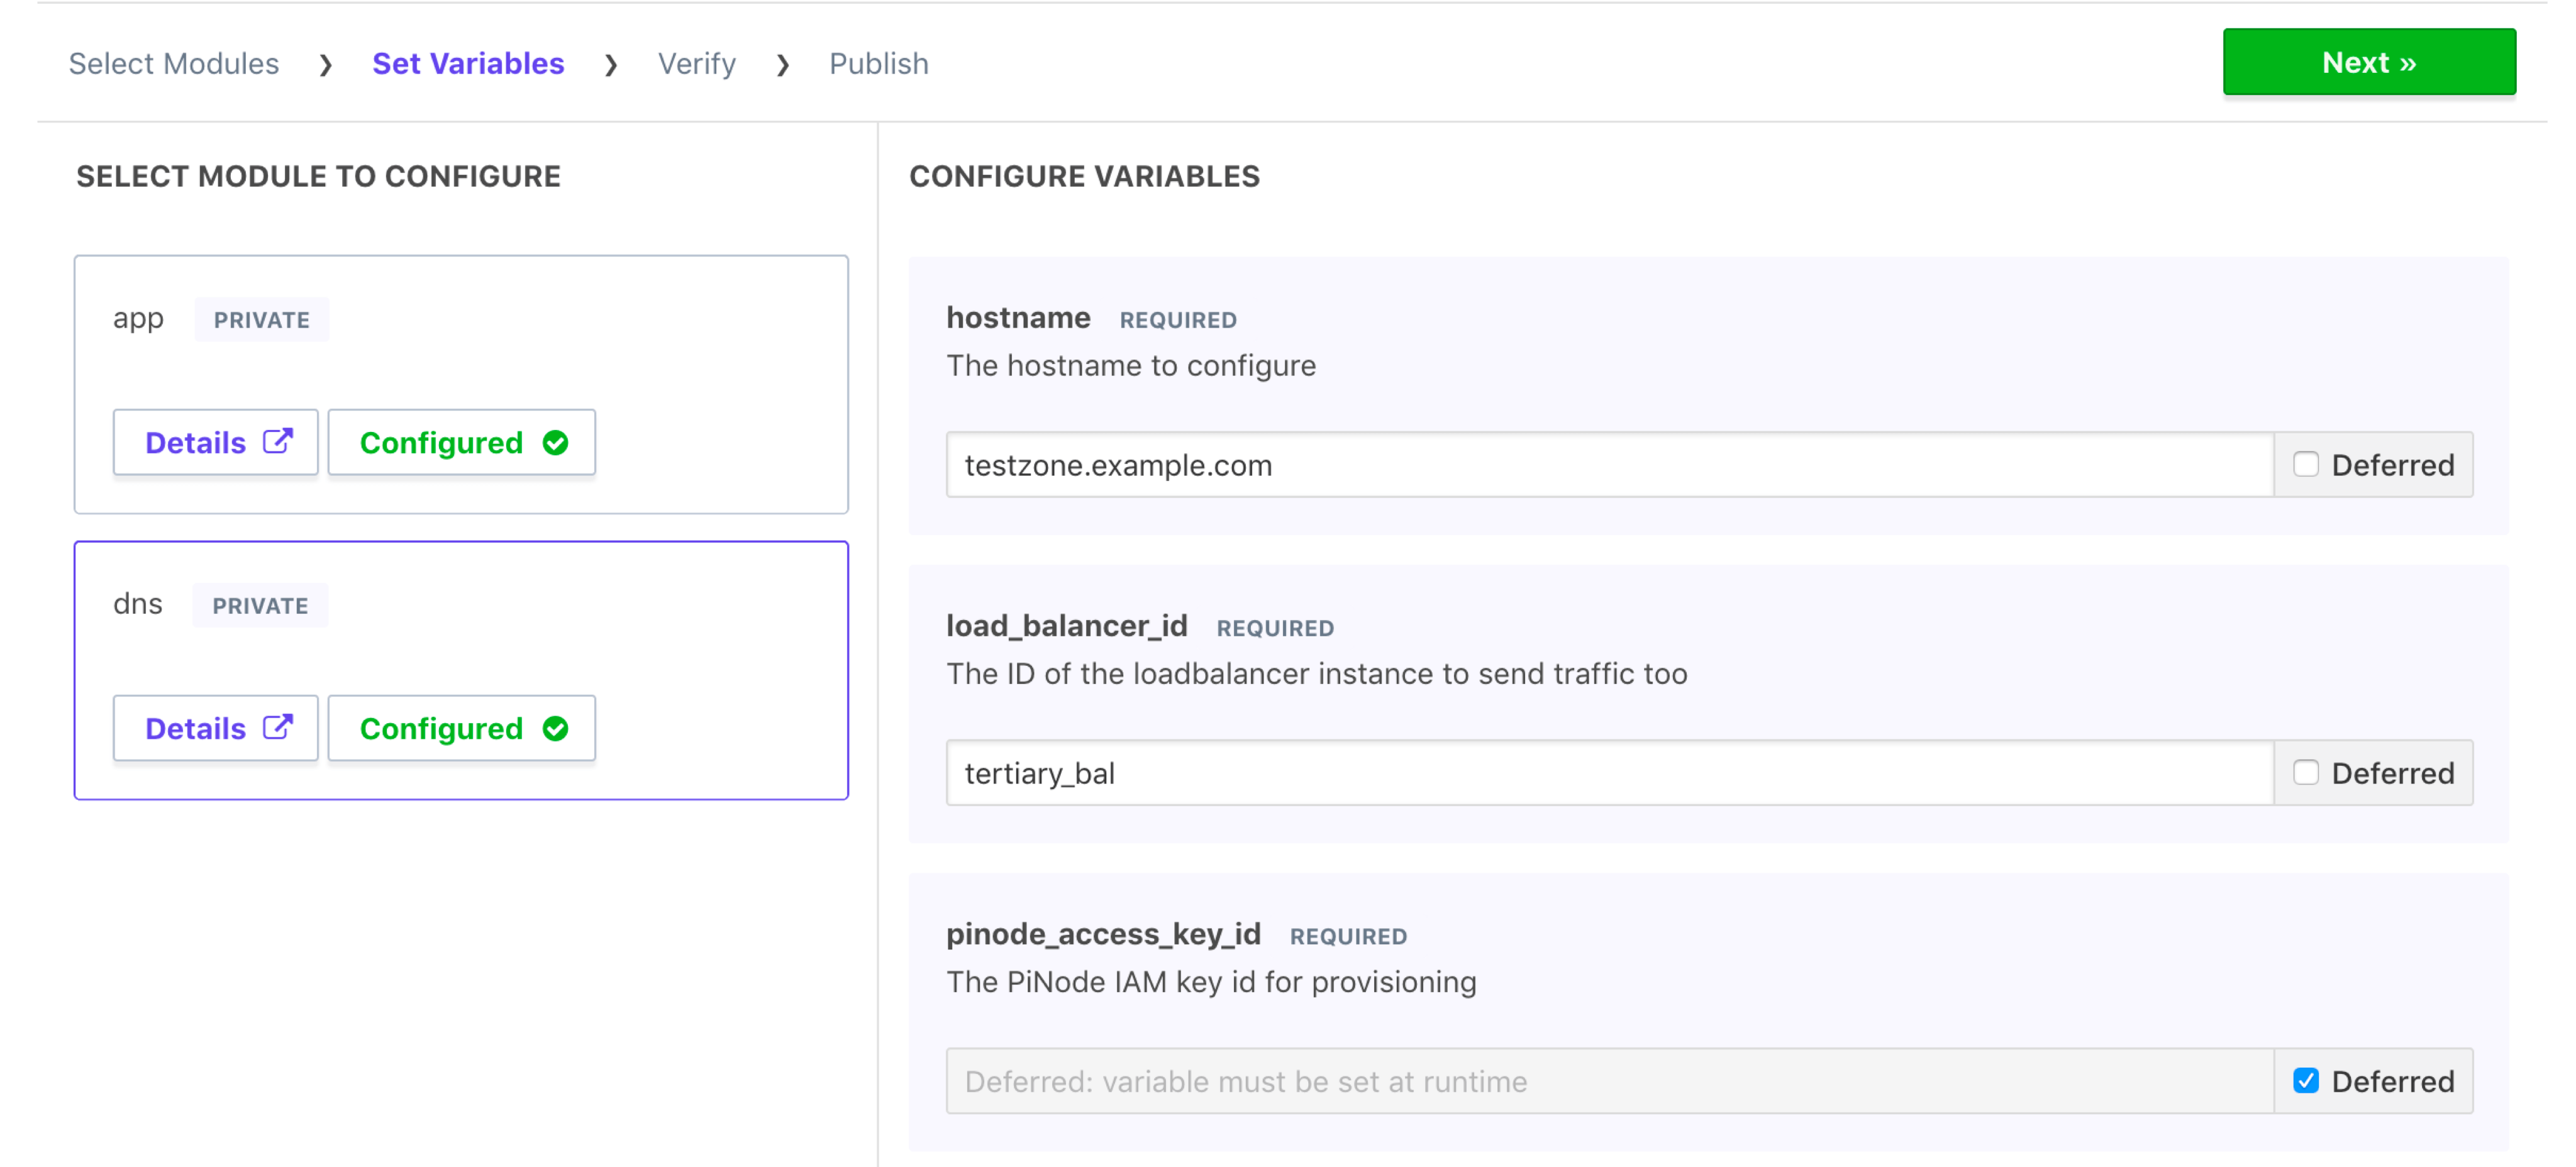 Select Modules ❯ Set Variables ❯ Verify ❯ Publish
Next »
SELECT MODULE TO CONFIGURE
app PRIVATE
Details Configured
dns PRIVATE
Details Configured
CONFIGURE VARIABLES
hostname REQUIRED
The hostname to configure
testzone.example.com Deferred
load_balancer_id REQUIRED
The ID of the loadbalancer instance to send traffic too
tertiary_bal Deferred
pinode_access_key_id REQUIRED
The PiNode IAM key id for provisioning
Deferred: variable must be set at runtime Deferred